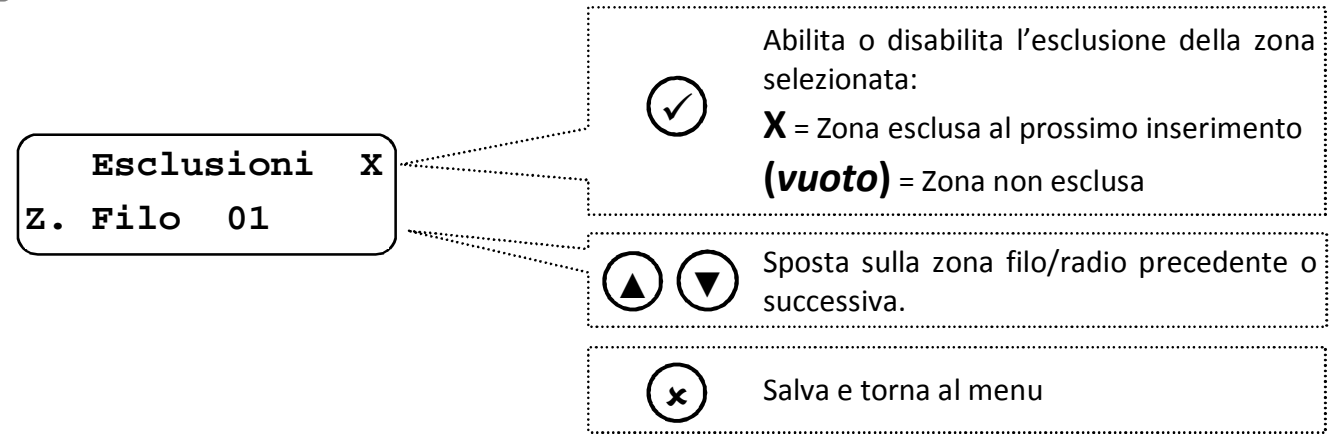 Esclusioni X
Z. Filo 01
Abilita o disabilita l'esclusione della zona
selezionata:
X = Zona esclusa al prossimo inserimento
(vuoto) = Zona non esclusa
Sposta sulla zona filo/radio precedente o
successiva.
Salva e torna al menu